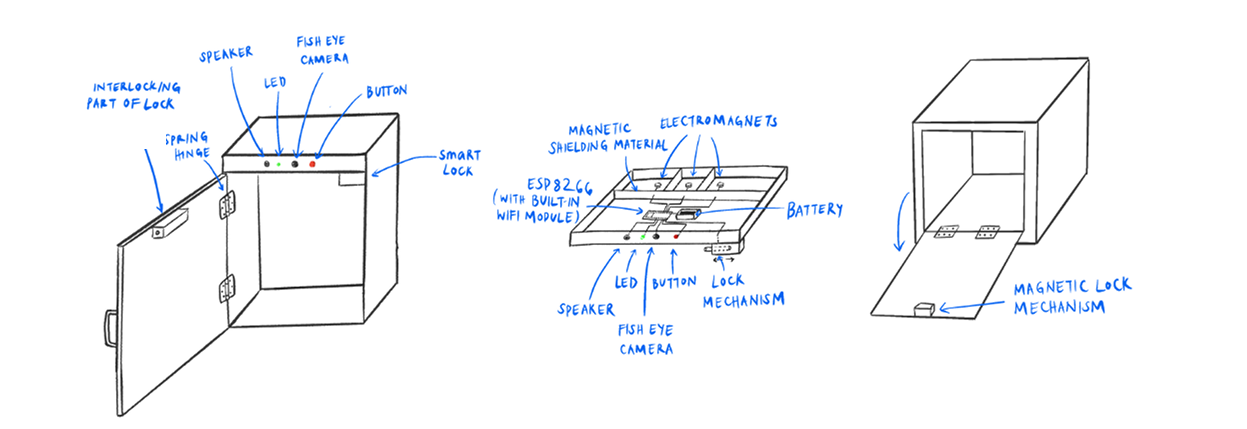 INTERLOCKING
PART OF LOCK
SPEAKER
LED
FISH EYE
CAMERA
BUTTON
SPRING
HINGE
SMART
LOCK
MAGNETIC
SHIELDING MATERIAL
ELECTROMAGNETS
ESP8266
(WITH BUILT-IN
WIFI MODULE)
BATTERY
SPEAKER
LED
FISH EYE
CAMERA
BUTTON
LOCK
MECHANISM
MAGNETIC LOCK
MECHANISM